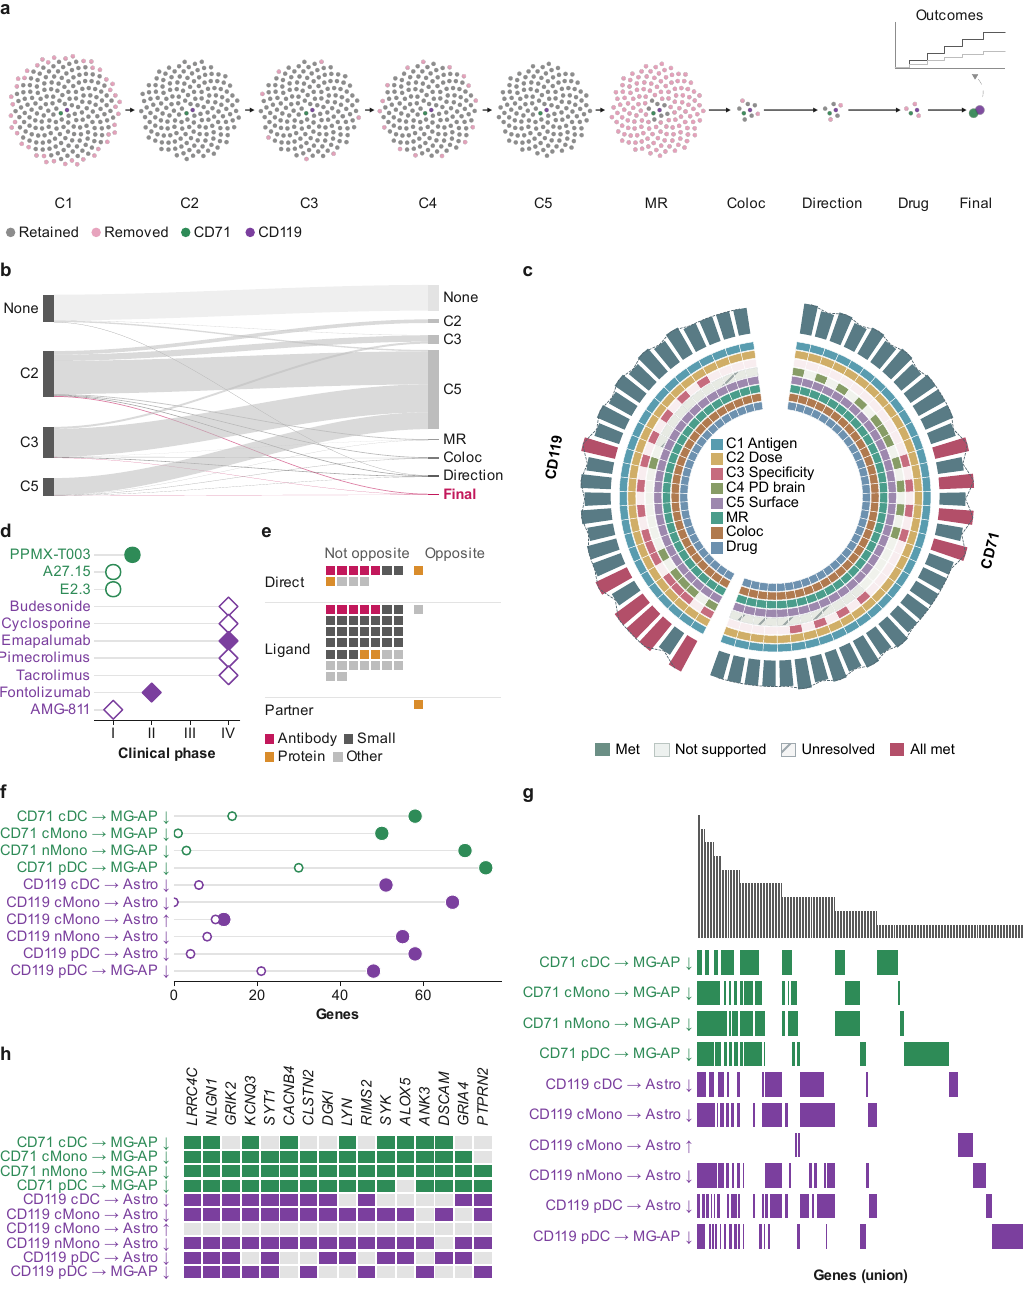 a
Outcomes
C1 C2 C3 C4 C5 MR Coloc Direction Drug Final
Retained Removed CD71 CD119
b
None
C2
C3
C5
None
C2
C3
C5
MR
Coloc
Direction
Final
c
CD119
CD71
C1 Antigen
C2 Dose
C3 Specificity
C4 PD brain
C5 Surface
MR
Coloc
Drug
Met Not supported Unresolved All met
d
PPMX-T003
A27.15
E2.3
Budesonide
Cyclosporine
Emapalumab
Pimecrolimus
Tacrolimus
Fontolizumab
AMG-811
I II III IV
Clinical phase
e
Not opposite Opposite
Direct
Ligand
Partner
Antibody Small
Protein Other
f
CD71 cDC → MG-AP ↓
CD71 cMono → MG-AP ↓
CD71 nMono → MG-AP ↓
CD71 pDC → MG-AP ↓
CD119 cDC → Astro ↓
CD119 cMono → Astro ↓
CD119 cMono → Astro ↑
CD119 nMono → Astro ↓
CD119 pDC → Astro ↓
CD119 pDC → MG-AP ↓
0 20 40 60
Genes
g
CD71 cDC → MG-AP ↓
CD71 cMono → MG-AP ↓
CD71 nMono → MG-AP ↓
CD71 pDC → MG-AP ↓
CD119 cDC → Astro ↓
CD119 cMono → Astro ↓
CD119 cMono → Astro ↑
CD119 nMono → Astro ↓
CD119 pDC → Astro ↓
CD119 pDC → MG-AP ↓
Genes (union)
h
LRRC4C
NLGN1
GRIK2
KCNQ3
SYT1
CACNB4
CLSTN2
DGKI
LYN
RIMS2
SYK
ALOX5
ANK3
DSCAM
GRIA4
PTPRN2
CD71 cDC → MG-AP ↓
CD71 cMono → MG-AP ↓
CD71 nMono → MG-AP ↓
CD71 pDC → MG-AP ↓
CD119 cDC → Astro ↓
CD119 cMono → Astro ↓
CD119 cMono → Astro ↑
CD119 nMono → Astro ↓
CD119 pDC → Astro ↓
CD119 pDC → MG-AP ↓